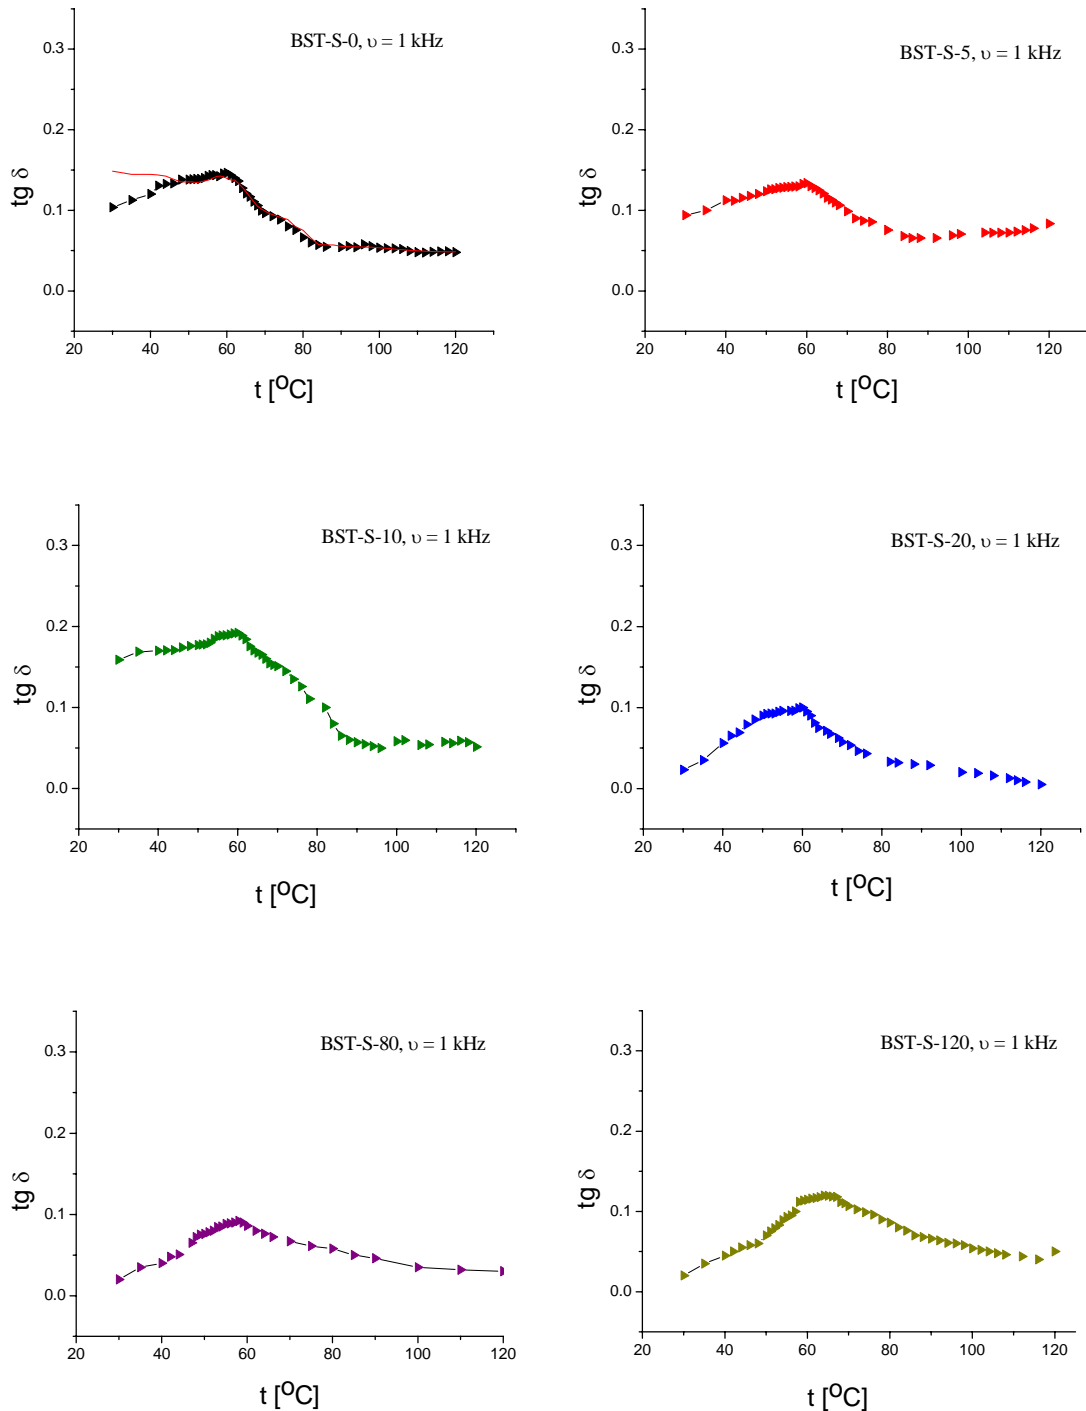 BST-S-0, υ = 1 kHz
0.3
0.2
0.1
0.0
tg δ
20 40 60 80 100 120
t [°C]
BST-S-5, υ = 1 kHz
0.3
0.2
0.1
0.0
tg δ
20 40 60 80 100 120
t [°C]
BST-S-10, υ = 1 kHz
0.3
0.2
0.1
0.0
tg δ
20 40 60 80 100 120
t [°C]
BST-S-20, υ = 1 kHz
0.3
0.2
0.1
0.0
tg δ
20 40 60 80 100 120
t [°C]
BST-S-80, υ = 1 kHz
0.3
0.2
0.1
0.0
tg δ
20 40 60 80 100 120
t [°C]
BST-S-120, υ = 1 kHz
0.3
0.2
0.1
0.0
tg δ
20 40 60 80 100 120
t [°C]